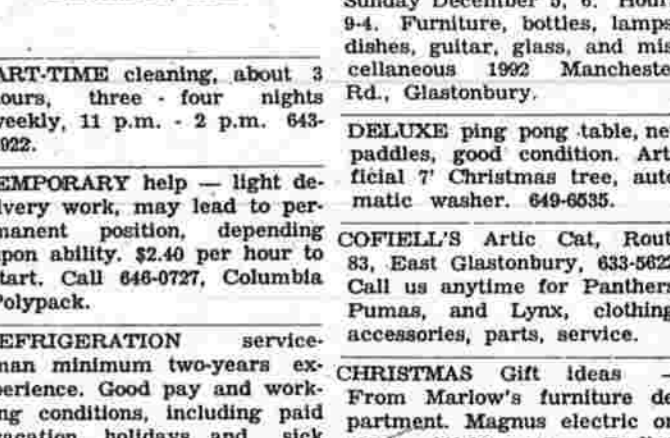 ART-TIME cleaning, about 3
ours, three - four nights
weekly, 11 p.m. - 2 p.m. 643-
922.
EMPORARY help — light de-
ivery work, may lead to per-
manent position, depending
upon ability. $2.40 per hour to
tart. Call 646-0727, Columbia
Polypack.
EFRIGERATION service-
man minimum two-years ex-
perience. Good pay and work-
ng conditions, including paid
vacation, holidays and sick
Sunday December 5, 6. Hour
9-4. Furniture, bottles, lamps
dishes, guitar, glass, and mis
cellaneous 1992 Mancheste
Rd., Glastonbury.
DELUXE ping pong table, ne
paddles, good condition. Art
ficial 7' Christmas tree, auto
matic washer. 649-6535.
COFIELL'S Artic Cat, Rout
83, East Glastonbury, 633-562
Call us anytime for Panthers
Pumas, and Lynx, clothing
accessories, parts, service.
CHRISTMAS Gift ideas —
From Marlow's furniture de
partment. Magnus electric o